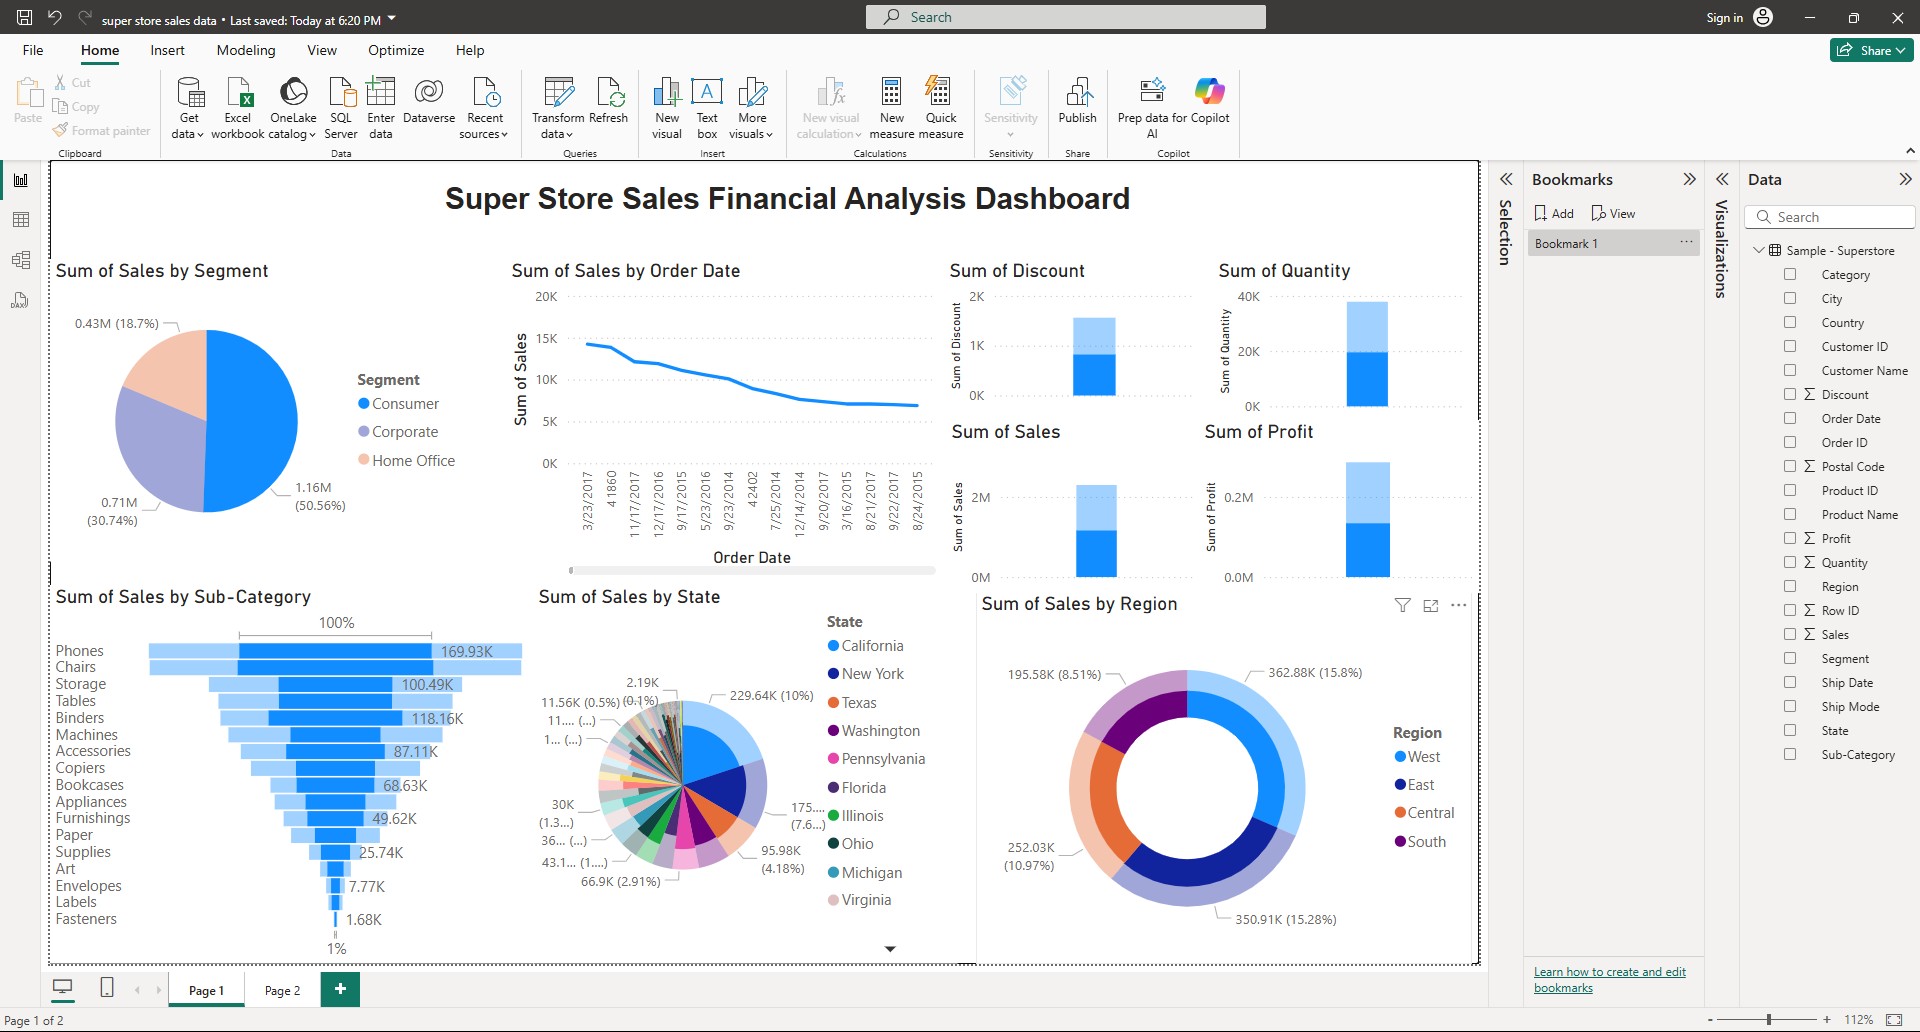 super store sales data • Last saved: Today at 6:20 PM
Search
Sign in
File
Home
Insert
Modeling
View
Optimize
Help
Share
Paste
Cut
Copy
Format painter
Clipboard
Get data
Excel workbook
OneLake catalog
SQL Server
Enter data
Dataverse
Recent sources
Data
Transform data
Refresh
Queries
New visual
Text box
More visuals
Insert
New visual calculation
New measure
Quick measure
Calculations
Sensitivity
Sensitivity
Publish
Share
Prep data for AI
Copilot
Copilot
Super Store Sales Financial Analysis Dashboard
Sum of Sales by Segment
0.43M (18.7%)
0.71M
(30.74%)
1.16M
(50.56%)
Segment
Consumer
Corporate
Home Office
Sum of Sales by Order Date
Sum of Sales
20K
15K
10K
5K
0K
3/23/2017
41860
11/17/2017
12/17/2016
9/17/2015
5/23/2016
9/23/2014
42402
7/25/2014
12/14/2014
9/20/2017
3/16/2015
8/21/2017
9/22/2017
8/24/2015
Order Date
Sum of Discount
Sum of Discount
2K
1K
0K
Sum of Quantity
Sum of Quantity
40K
20K
0K
Sum of Sales
Sum of Sales
2M
0M
Sum of Profit
Sum of Profit
0.2M
0.0M
Sum of Sales by Sub-Category
100%
Phones 169.93K
Chairs
Storage 100.49K
Tables
Binders 118.16K
Machines
Accessories 87.11K
Copiers
Bookcases 68.63K
Appliances
Furnishings 49.62K
Paper
Supplies 25.74K
Art
Envelopes 7.77K
Labels
Fasteners 1.68K
1%
Sum of Sales by State
2.19K
(0.1%)
11.56K (0.5%)
11.... (...)
1... (...)
30K
(1.3...)
36... (...)
43.1... (1....)
66.9K (2.91%)
229.64K (10%)
175....
(7.6...)
95.98K
(4.18%)
State
California
New York
Texas
Washington
Pennsylvania
Florida
Illinois
Ohio
Michigan
Virginia
Sum of Sales by Region
195.58K (8.51%)
362.88K (15.8%)
252.03K
(10.97%)
350.91K (15.28%)
Region
West
East
Central
South
Selection
Bookmarks
Add
View
Bookmark 1
Learn how to create and edit
bookmarks
Visualizations
Data
Search
Sample - Superstore
Category
City
Country
Customer ID
Customer Name
∑ Discount
Order Date
Order ID
∑ Postal Code
Product ID
Product Name
∑ Profit
∑ Quantity
Region
∑ Row ID
∑ Sales
Segment
Ship Date
Ship Mode
State
Sub-Category
Page 1
Page 2
+
Page 1 of 2
- + 112%